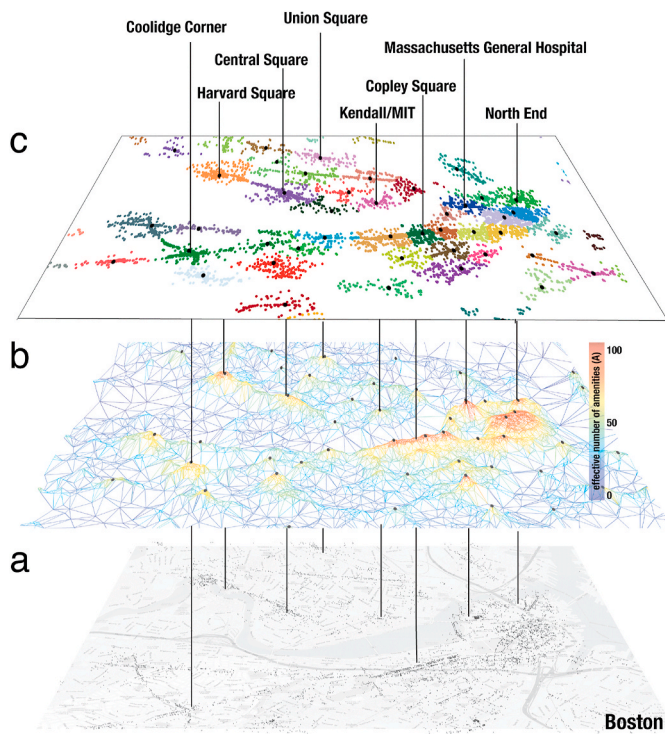 Union Square
Coolidge Corner
Massachusetts General Hospital
Central Square
Copley Square
Harvard Square
Kendall/MIT
North End
c
b
100
50
0
effective number of amenities (A)
a
Boston